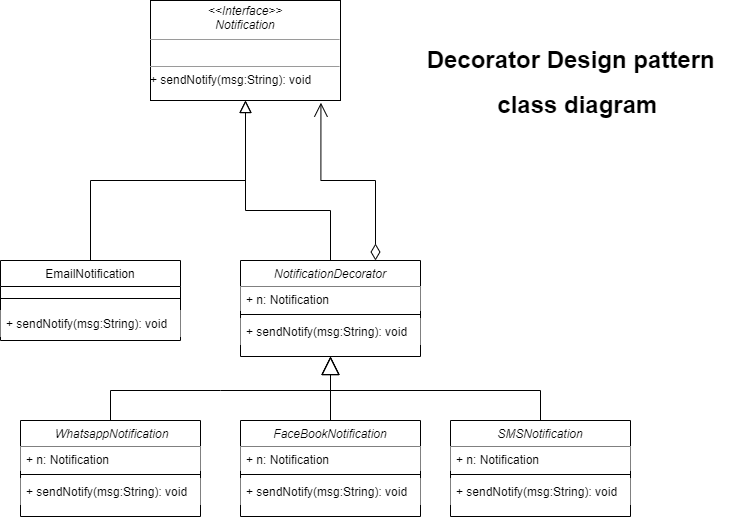 <<Interface>>
Notification
+ sendNotify(msg:String): void
Decorator Design pattern
class diagram
EmailNotification
+ sendNotify(msg:String): void
NotificationDecorator
+ n: Notification
+ sendNotify(msg:String): void
WhatsappNotification
+ n: Notification
+ sendNotify(msg:String): void
FaceBookNotification
+ n: Notification
+ sendNotify(msg:String): void
SMSNotification
+ n: Notification
+ sendNotify(msg:String): void